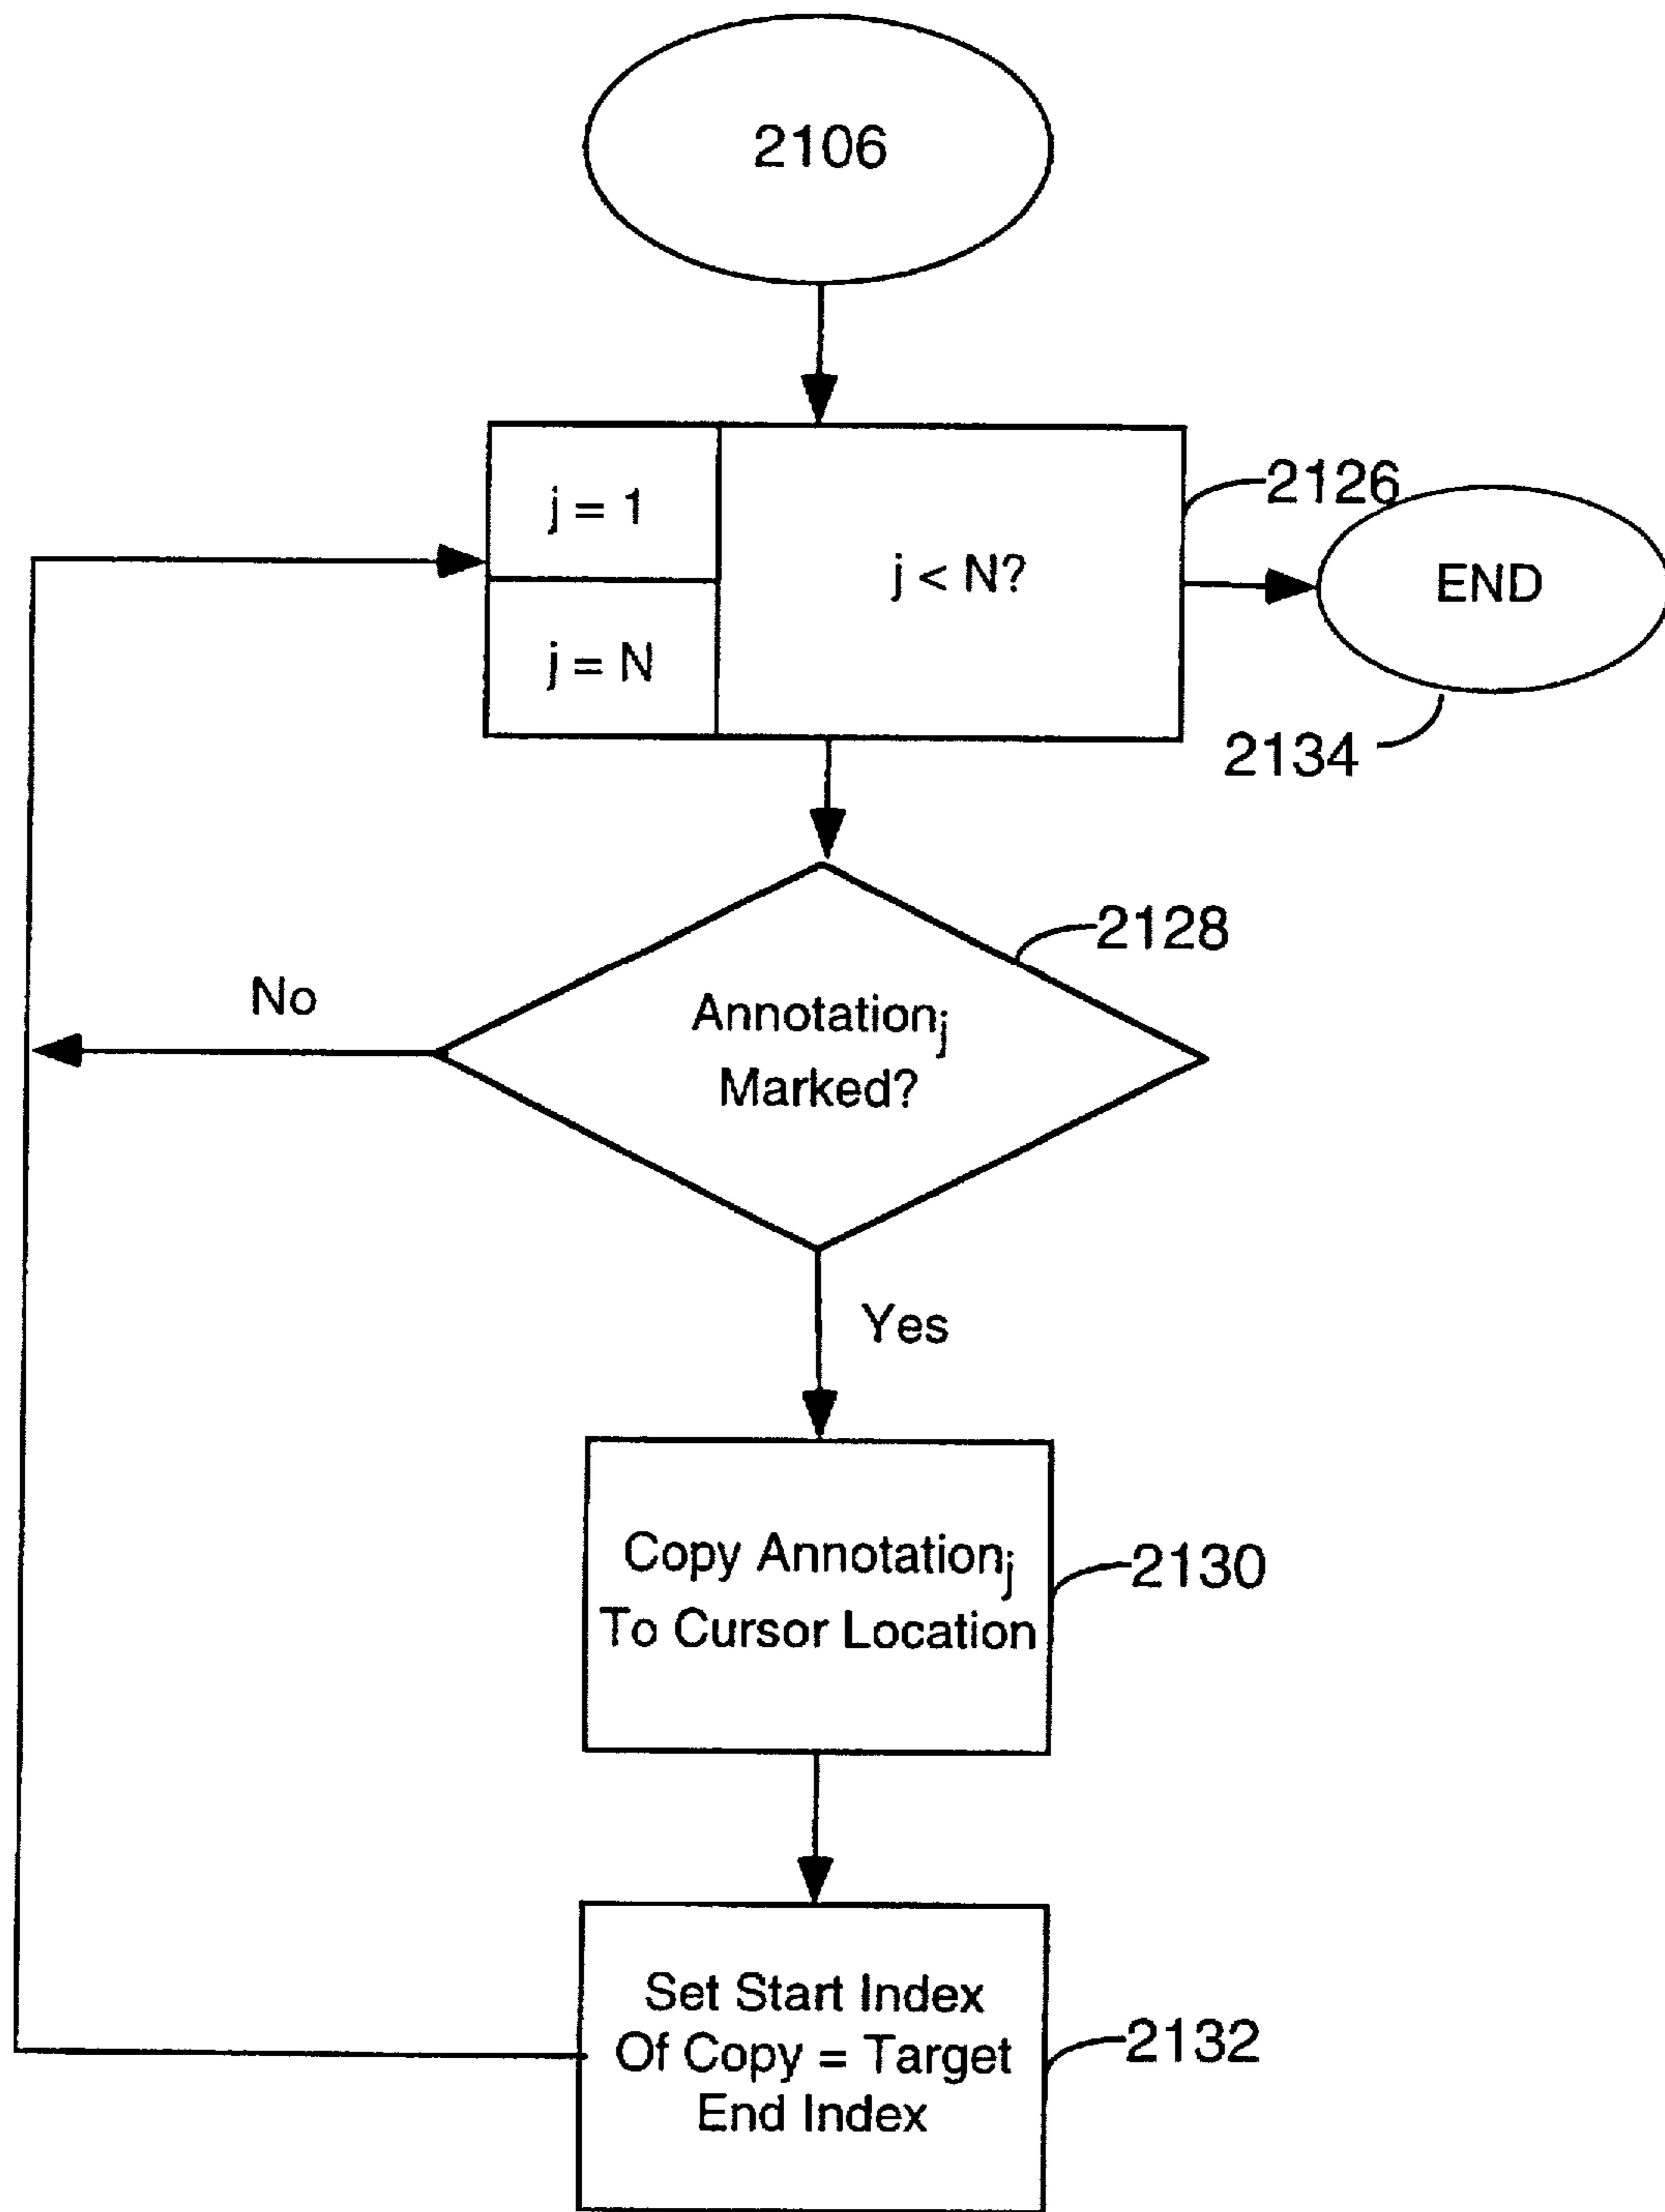 2106
j = 1
j < N?
j = N
2126
END
2134
2128
Annotationj
Marked?
No
Yes
Copy Annotationj
To Cursor Location
2130
Set Start Index
Of Copy = Target
End Index
2132